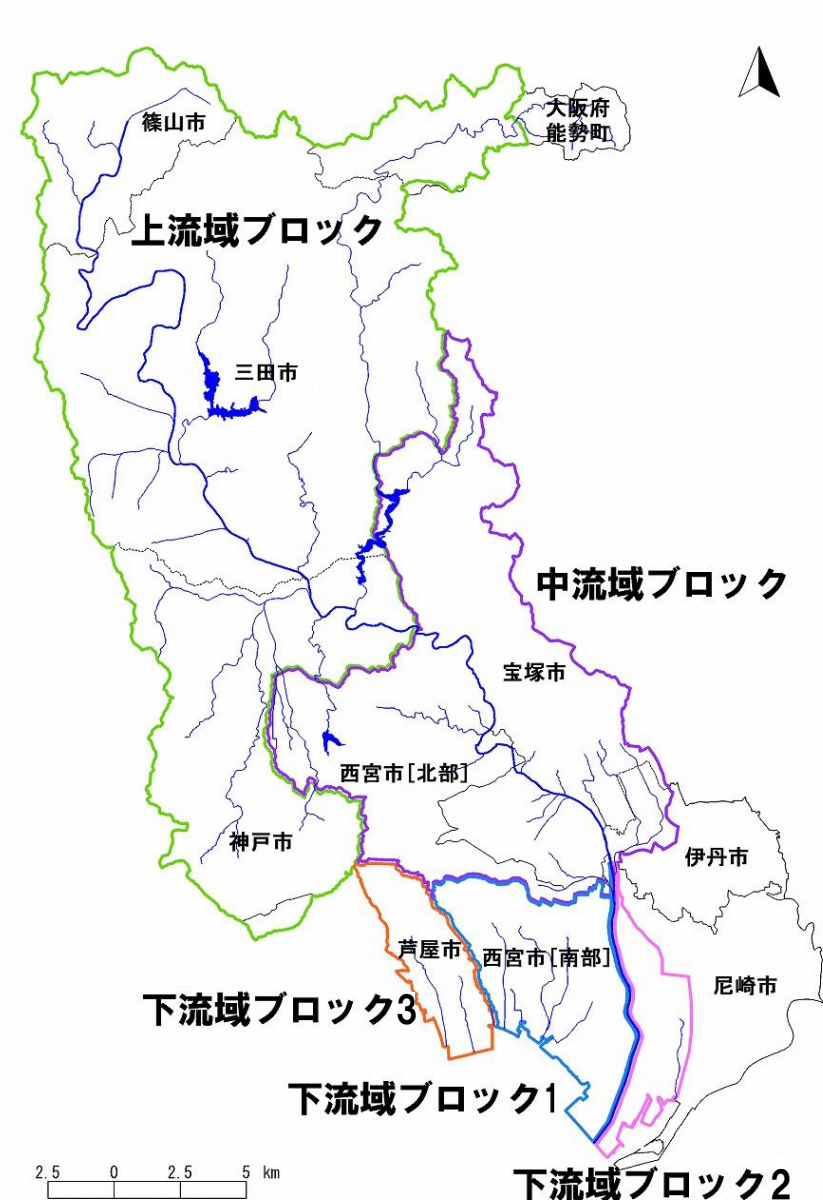 大阪府
能勢町
篠山市
上流域ブロック
三田市
中流域ブロック
宝塚市
西宮市[北部]
神戸市
伊丹市
芦屋市
西宮市[南部]
尼崎市
下流域ブロック3
下流域ブロック1
2.5 0 2.5 5 km
下流域ブロック2